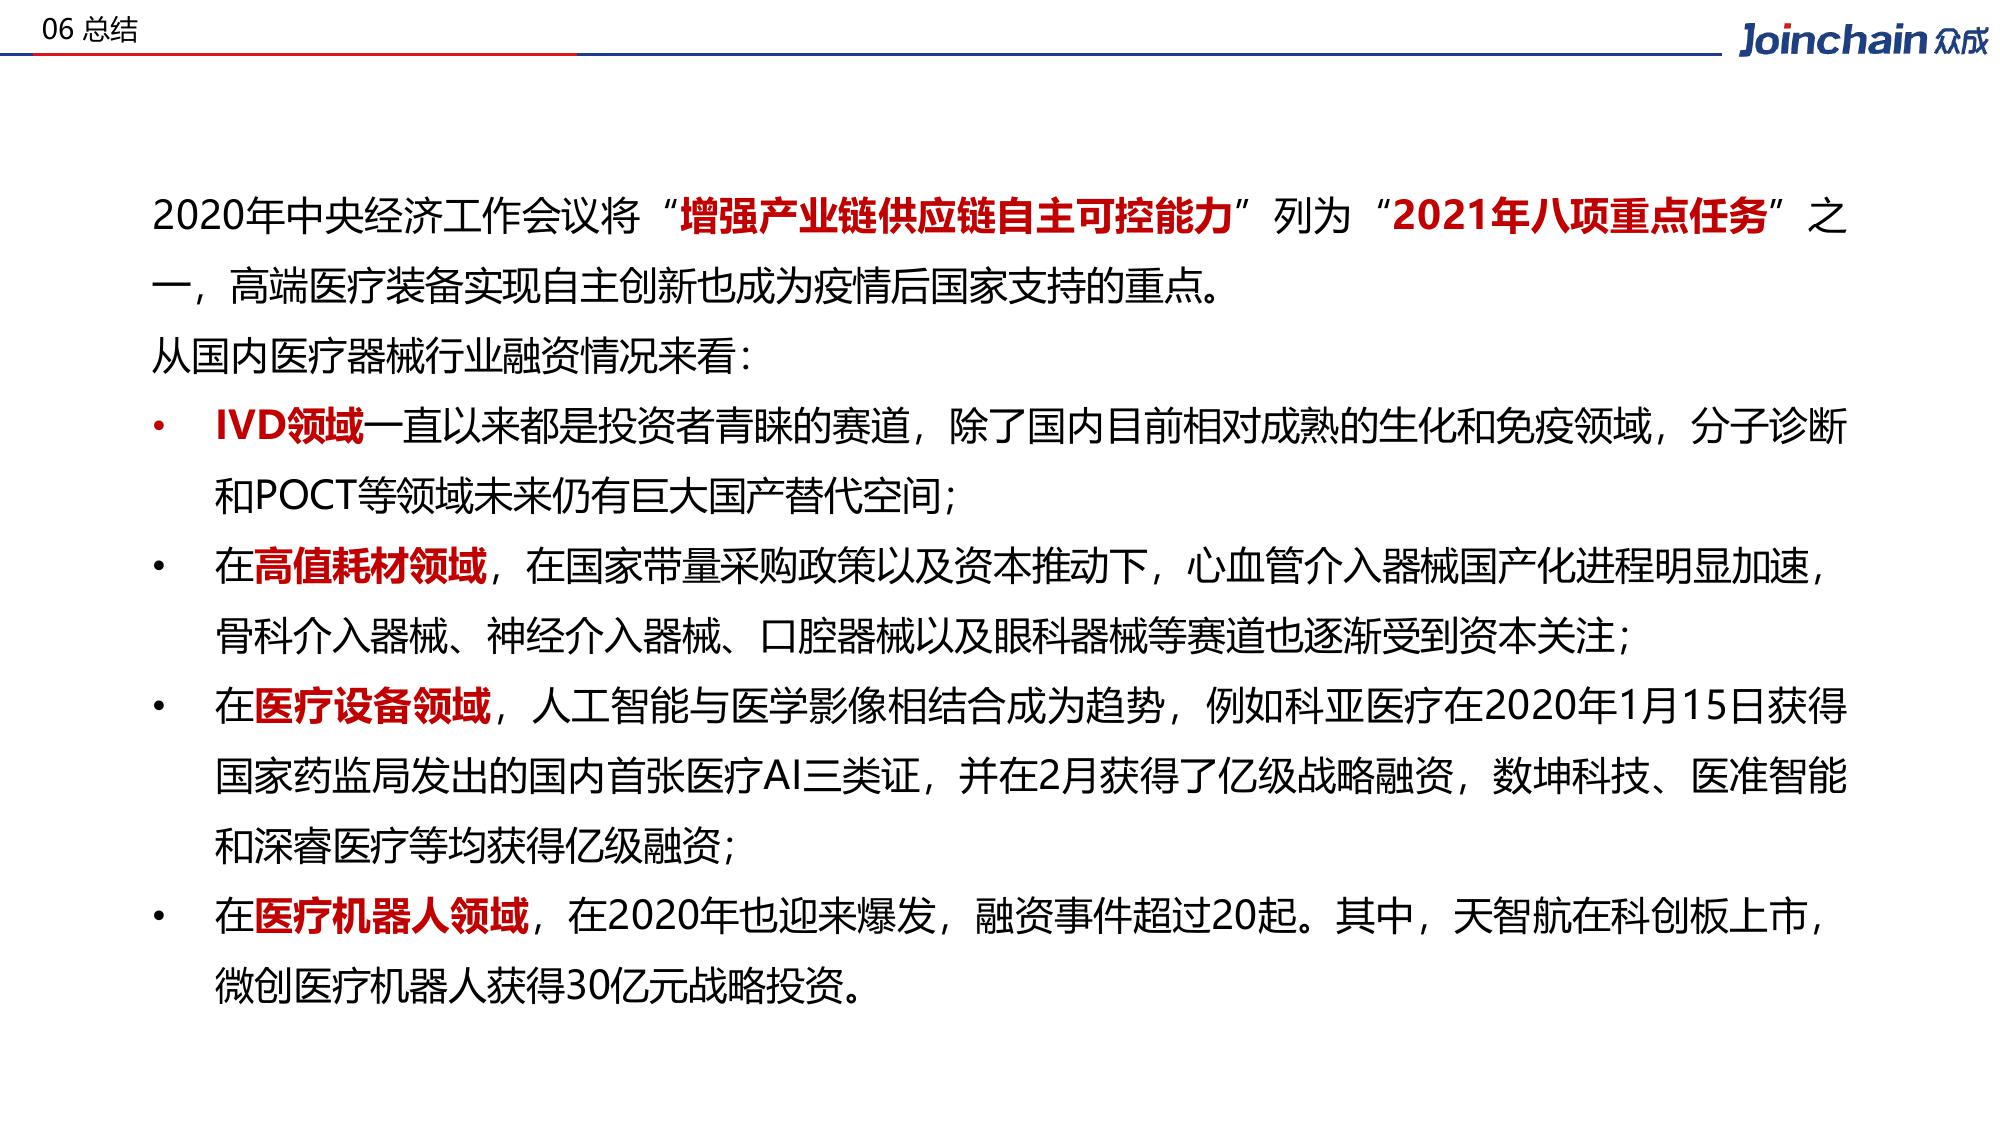 06 总结
Joinchain 众成
2020年中央经济工作会议将“增强产业链供应链自主可控能力”列为“2021年八项重点任务”之
一，高端医疗装备实现自主创新也成为疫情后国家支持的重点。
从国内医疗器械行业融资情况来看：
• IVD领域一直以来都是投资者青睐的赛道，除了国内目前相对成熟的生化和免疫领域，分子诊断
和POCT等领域未来仍有巨大国产替代空间；
• 在高值耗材领域，在国家带量采购政策以及资本推动下，心血管介入器械国产化进程明显加速，
骨科介入器械、神经介入器械、口腔器械以及眼科器械等赛道也逐渐受到资本关注；
• 在医疗设备领域，人工智能与医学影像相结合成为趋势，例如科亚医疗在2020年1月15日获得
国家药监局发出的国内首张医疗AI三类证，并在2月获得了亿级战略融资，数坤科技、医准智能
和深睿医疗等均获得亿级融资；
• 在医疗机器人领域，在2020年也迎来爆发，融资事件超过20起。其中，天智航在科创板上市，
微创医疗机器人获得30亿元战略投资。